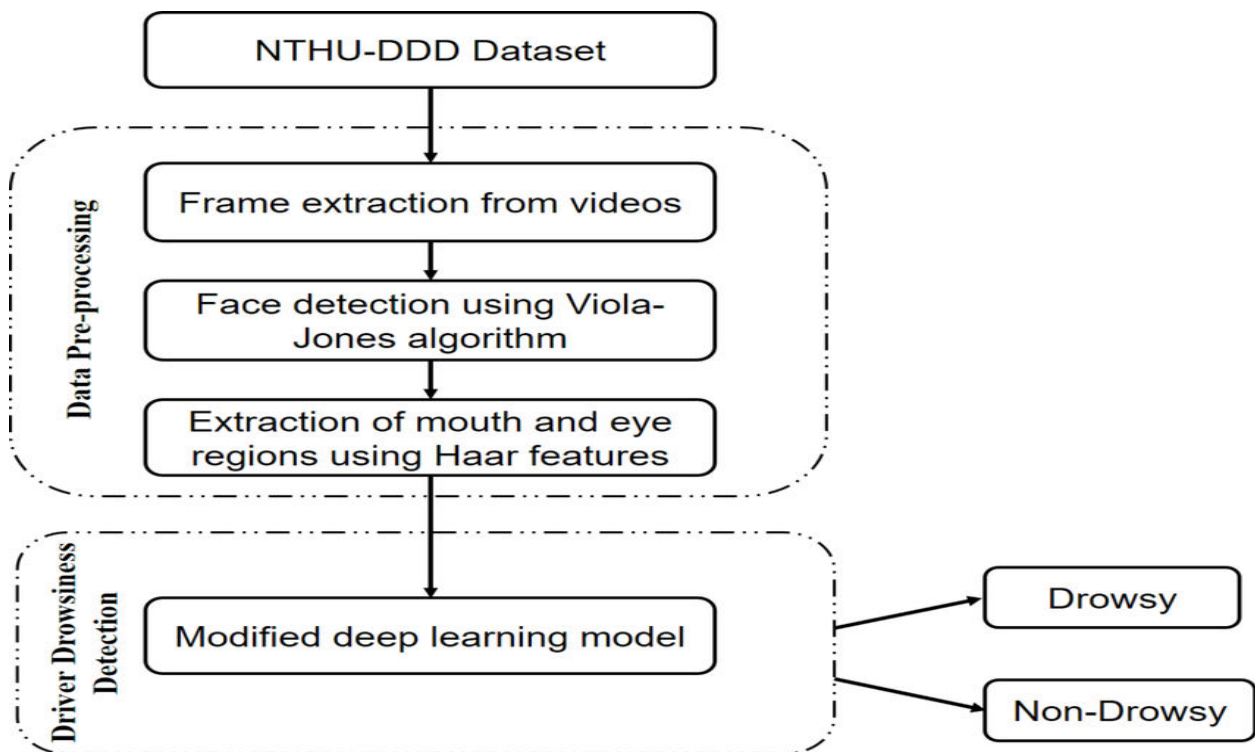 NTHU-DDD Dataset
Data Pre-processing
Frame extraction from videos
Face detection using Viola-
Jones algorithm
Extraction of mouth and eye
regions using Haar features
Driver Drowsiness
Detection
Modified deep learning model
Drowsy
Non-Drowsy